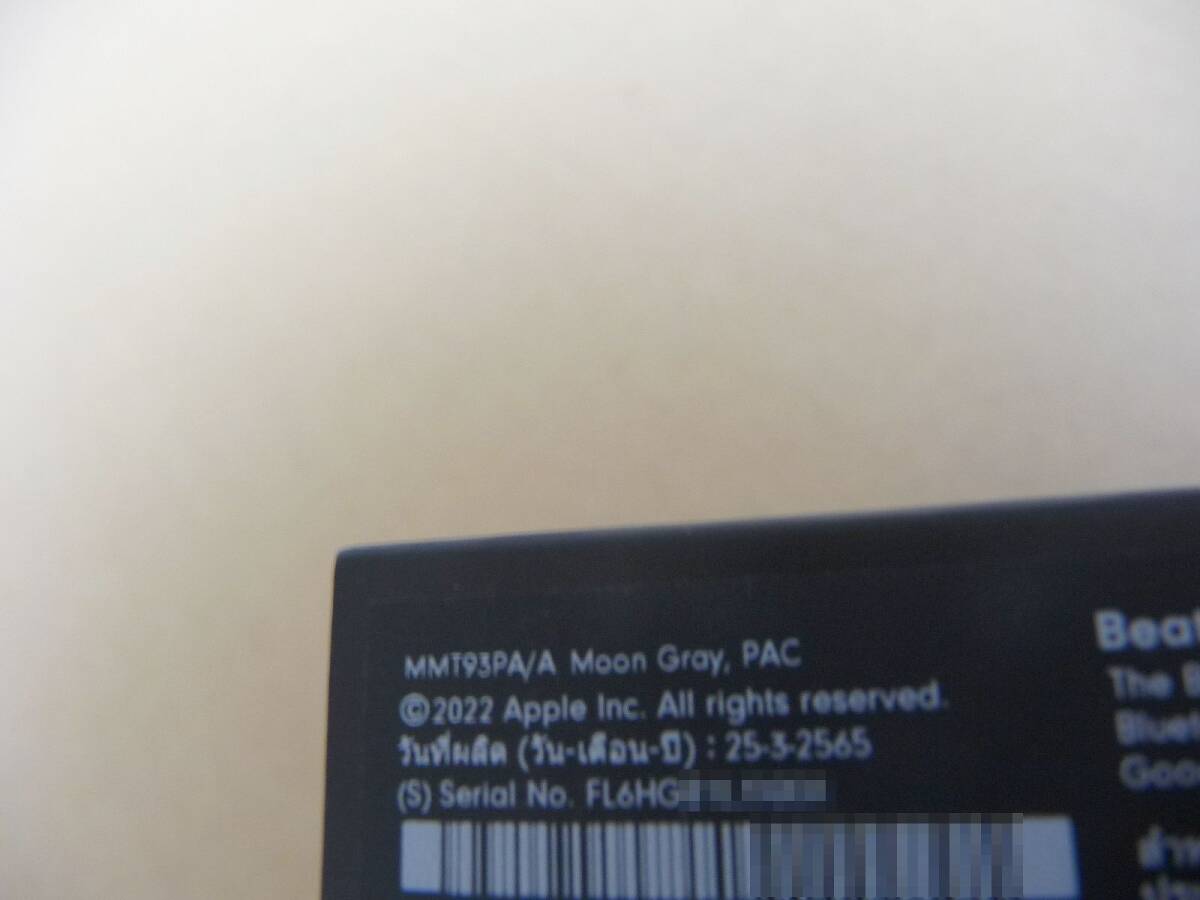 MMT93PA/A Moon Gray, PAC
©2022 Apple Inc. All rights reserved.
วันที่ผลิต (วัน-เดือน-ปี) : 25-3-2565
(S) Serial No. FL6HG
The